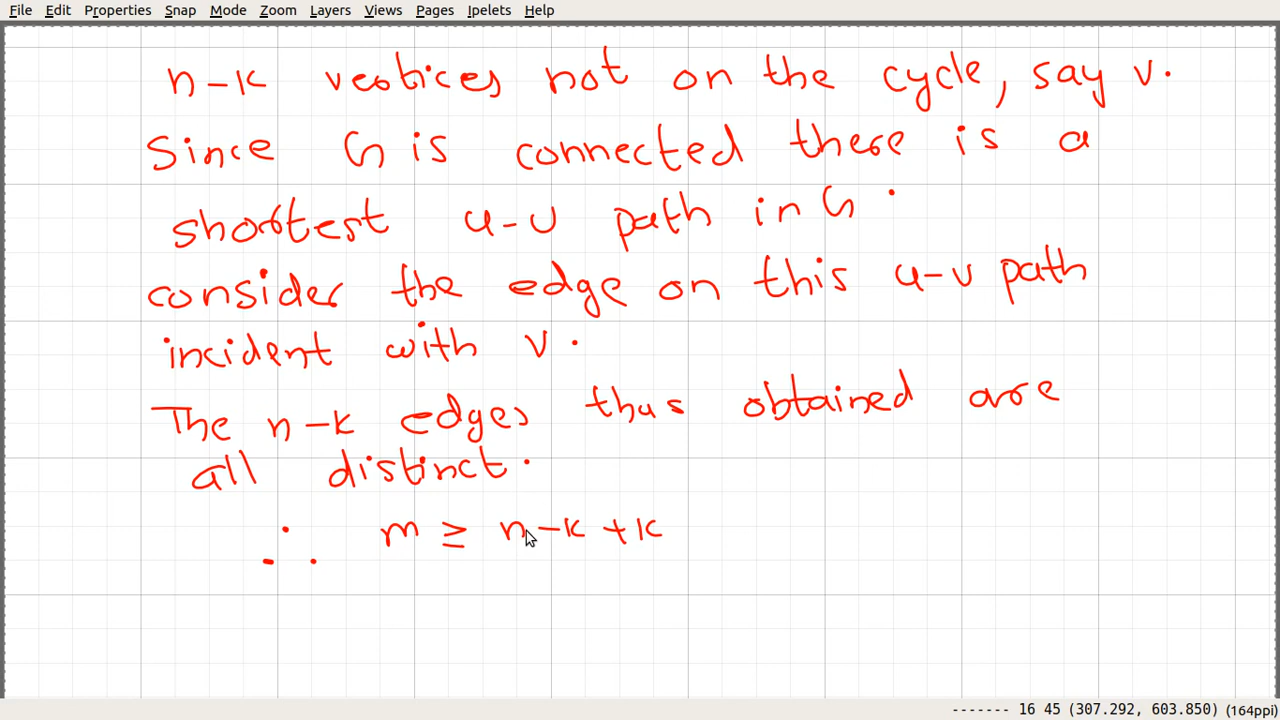 File Edit Properties Snap Mode Zoom Layers Views Pages Ipelets Help
n-k vertices not on the cycle, say v.
Since G is connected there is a
shortest u-v path in G.
consider the edge on this u-v path
incident with v.
The n-k edges thus obtained are
all distinct.
∴ m ≥ n-k +k
------- 16 45 (307.292, 603.850) (164ppi)